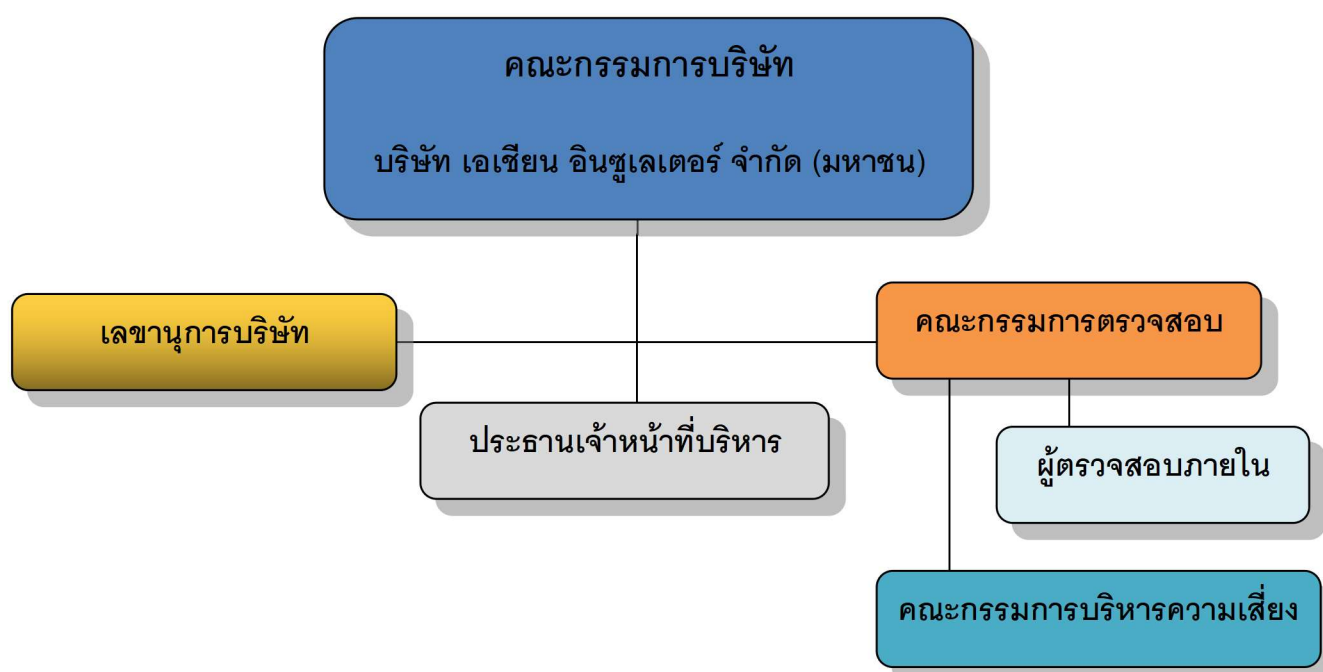 คณะกรรมการบริษัท
บริษัท เอเชียน อินซูเลเตอร์ จำกัด (มหาชน)
เลขานุการบริษัท
คณะกรรมการตรวจสอบ
ประธานเจ้าหน้าที่บริหาร
ผู้ตรวจสอบภายใน
คณะกรรมการบริหารความเสี่ยง